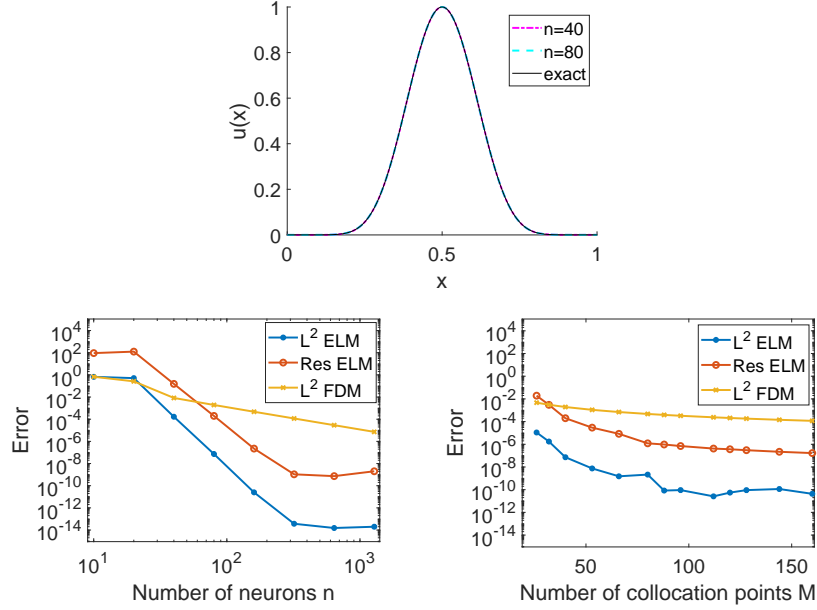 1
0.8
0.6
0.4
0.2
0
u(x)
n=40
n=80
exact
0
0.5
1
x
10^4
10^2
10^0
10^-2
10^-4
10^-6
10^-8
10^-10
10^-12
10^-14
Error
L^2 ELM
Res ELM
L^2 FDM
10^1
10^2
10^3
Number of neurons n
10^4
10^2
10^0
10^-2
10^-4
10^-6
10^-8
10^-10
10^-12
10^-14
Error
L^2 ELM
Res ELM
L^2 FDM
50
100
150
Number of collocation points M